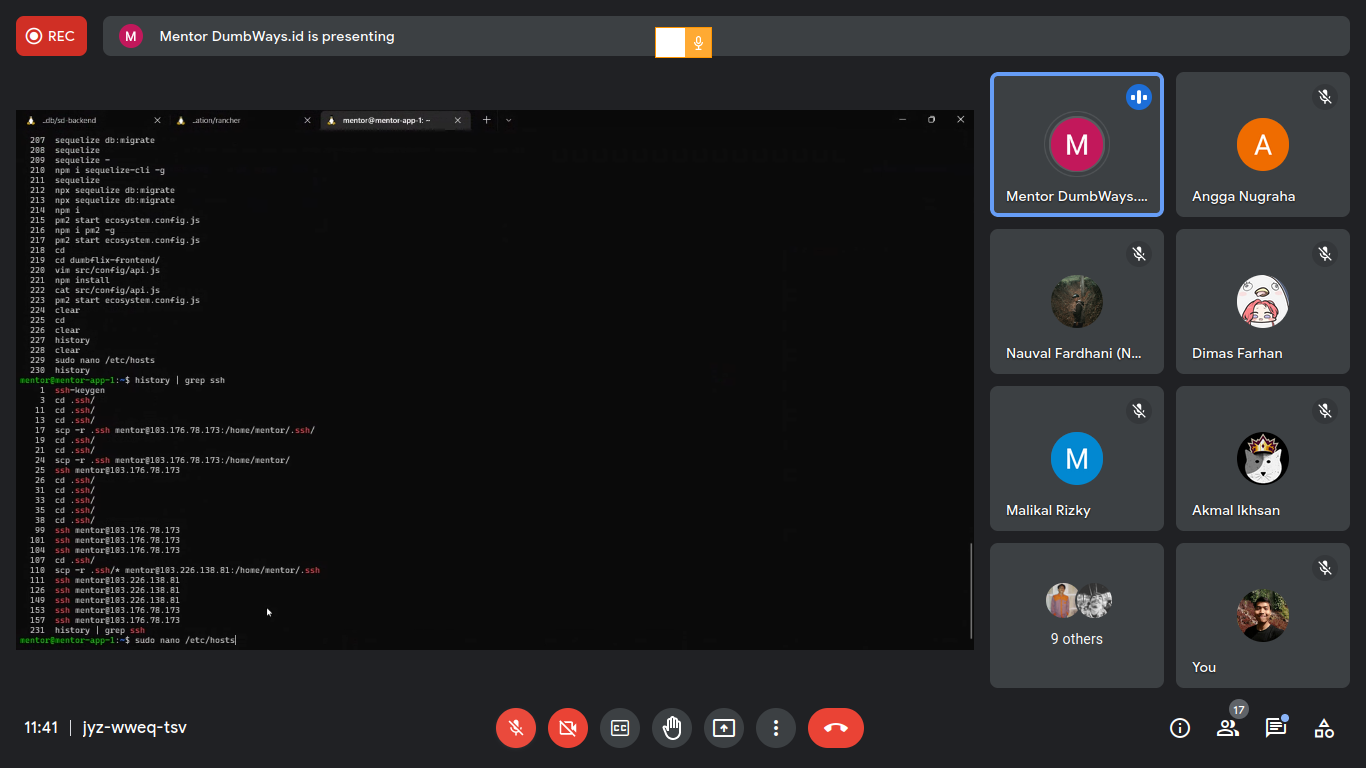 REC
M
Mentor DumbWays.id is presenting
..db/sd-backend
..ation/rancher
mentor@mentor-app-1: ~
207 sequelize db:migrate
208 sequelize
209 sequelize -
210 npm i sequelize-cli -g
211 sequelize
212 npx seqeulize db:migrate
213 npx sequelize db:migrate
214 npm i
215 pm2 start ecosystem.config.js
216 npm i pm2 -g
217 pm2 start ecosystem.config.js
218 cd
219 cd dumbflix-frontend/
220 vim src/config/api.js
221 npm install
222 cat src/config/api.js
223 pm2 start ecosystem.config.js
224 clear
225 cd
226 clear
227 history
228 clear
229 sudo nano /etc/hosts
230 history
mentor@mentor-app-1:~$ history | grep ssh
1 ssh-keygen
3 cd .ssh/
11 cd .ssh/
13 cd .ssh/
17 scp -r .ssh mentor@103.176.78.173:/home/mentor/.ssh/
19 cd .ssh/
21 cd .ssh/
24 scp -r .ssh mentor@103.176.78.173:/home/mentor/
25 ssh mentor@103.176.78.173
26 cd .ssh/
31 cd .ssh/
33 cd .ssh/
35 cd .ssh/
38 cd .ssh/
99 ssh mentor@103.176.78.173
101 ssh mentor@103.176.78.173
104 ssh mentor@103.176.78.173
107 cd .ssh/
110 scp -r .ssh/* mentor@103.226.138.81:/home/mentor/.ssh
111 ssh mentor@103.226.138.81
126 ssh mentor@103.226.138.81
149 ssh mentor@103.226.138.81
153 ssh mentor@103.176.78.173
157 ssh mentor@103.176.78.173
231 history | grep ssh
mentor@mentor-app-1:~$ sudo nano /etc/hosts
M
Mentor DumbWays....
A
Angga Nugraha
Nauval Fardhani (N...
Dimas Farhan
M
Malikal Rizky
Akmal Ikhsan
9 others
You
11:41 | jyz-wweq-tsv
CC
17